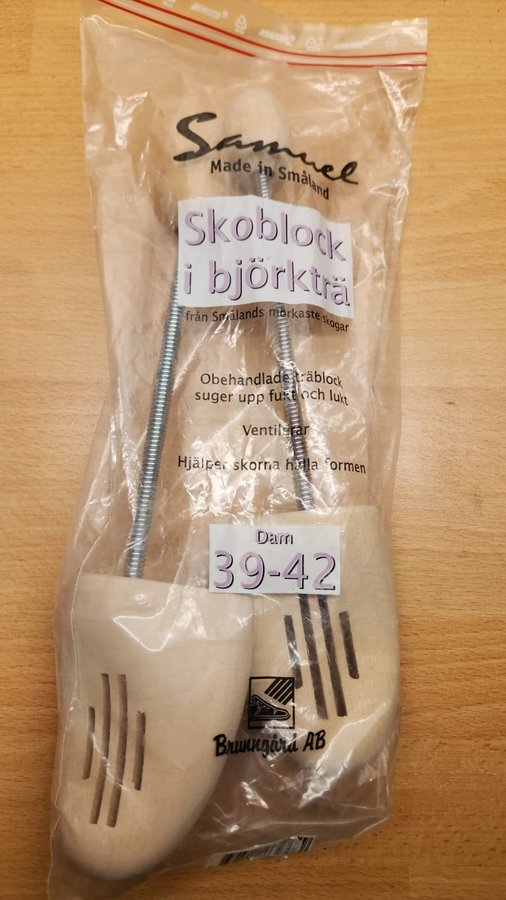 Samuel
Made in Småland
Skoblock
i björkträ
från Smålands mörkaste skogar
Obehandlade träblock
suger upp fukt och lukt
Ventilerar
Hjälper skorna hålla formen
Dam
39-42
Brunngård AB